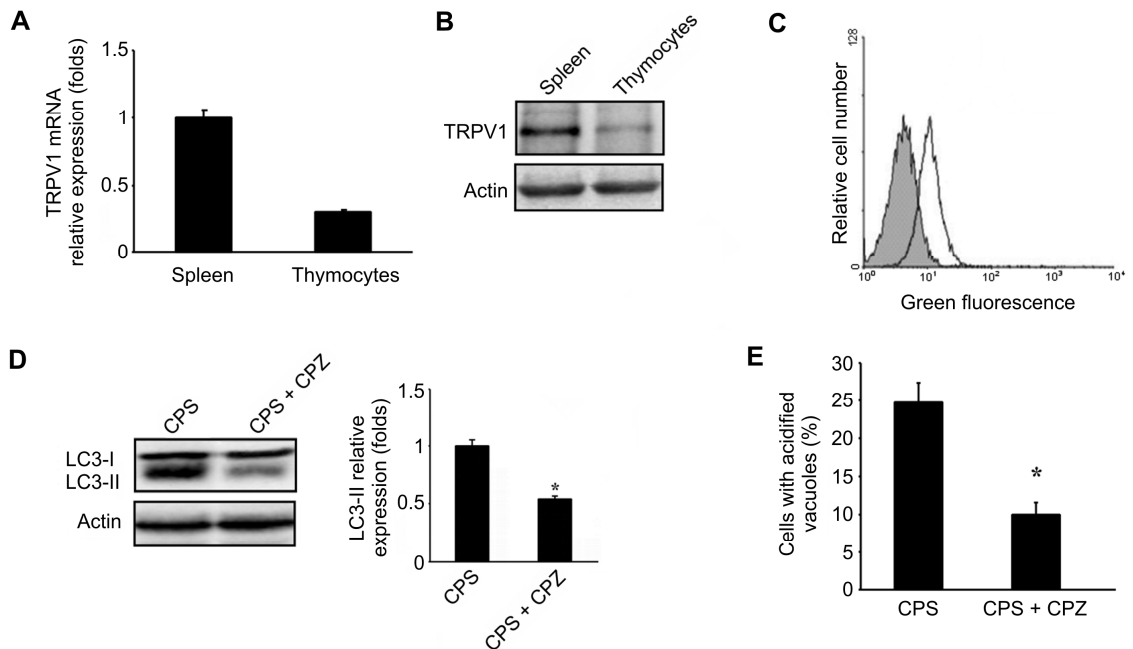 A
TRPV1 mRNA
relative expression (folds)
1.5
1
0.5
0
Spleen
Thymocytes
B
Spleen
Thymocytes
TRPV1
Actin
C
Relative cell number
128
0
10⁰
10¹
10²
10³
10⁴
Green fluorescence
D
CPS
CPS + CPZ
LC3-I
LC3-II
Actin
LC3-II relative
expression (folds)
1.5
1
0.5
0
*
CPS
CPS + CPZ
E
Cells with acidified
vacuoles (%)
30
25
20
15
10
5
0
*
CPS
CPS + CPZ